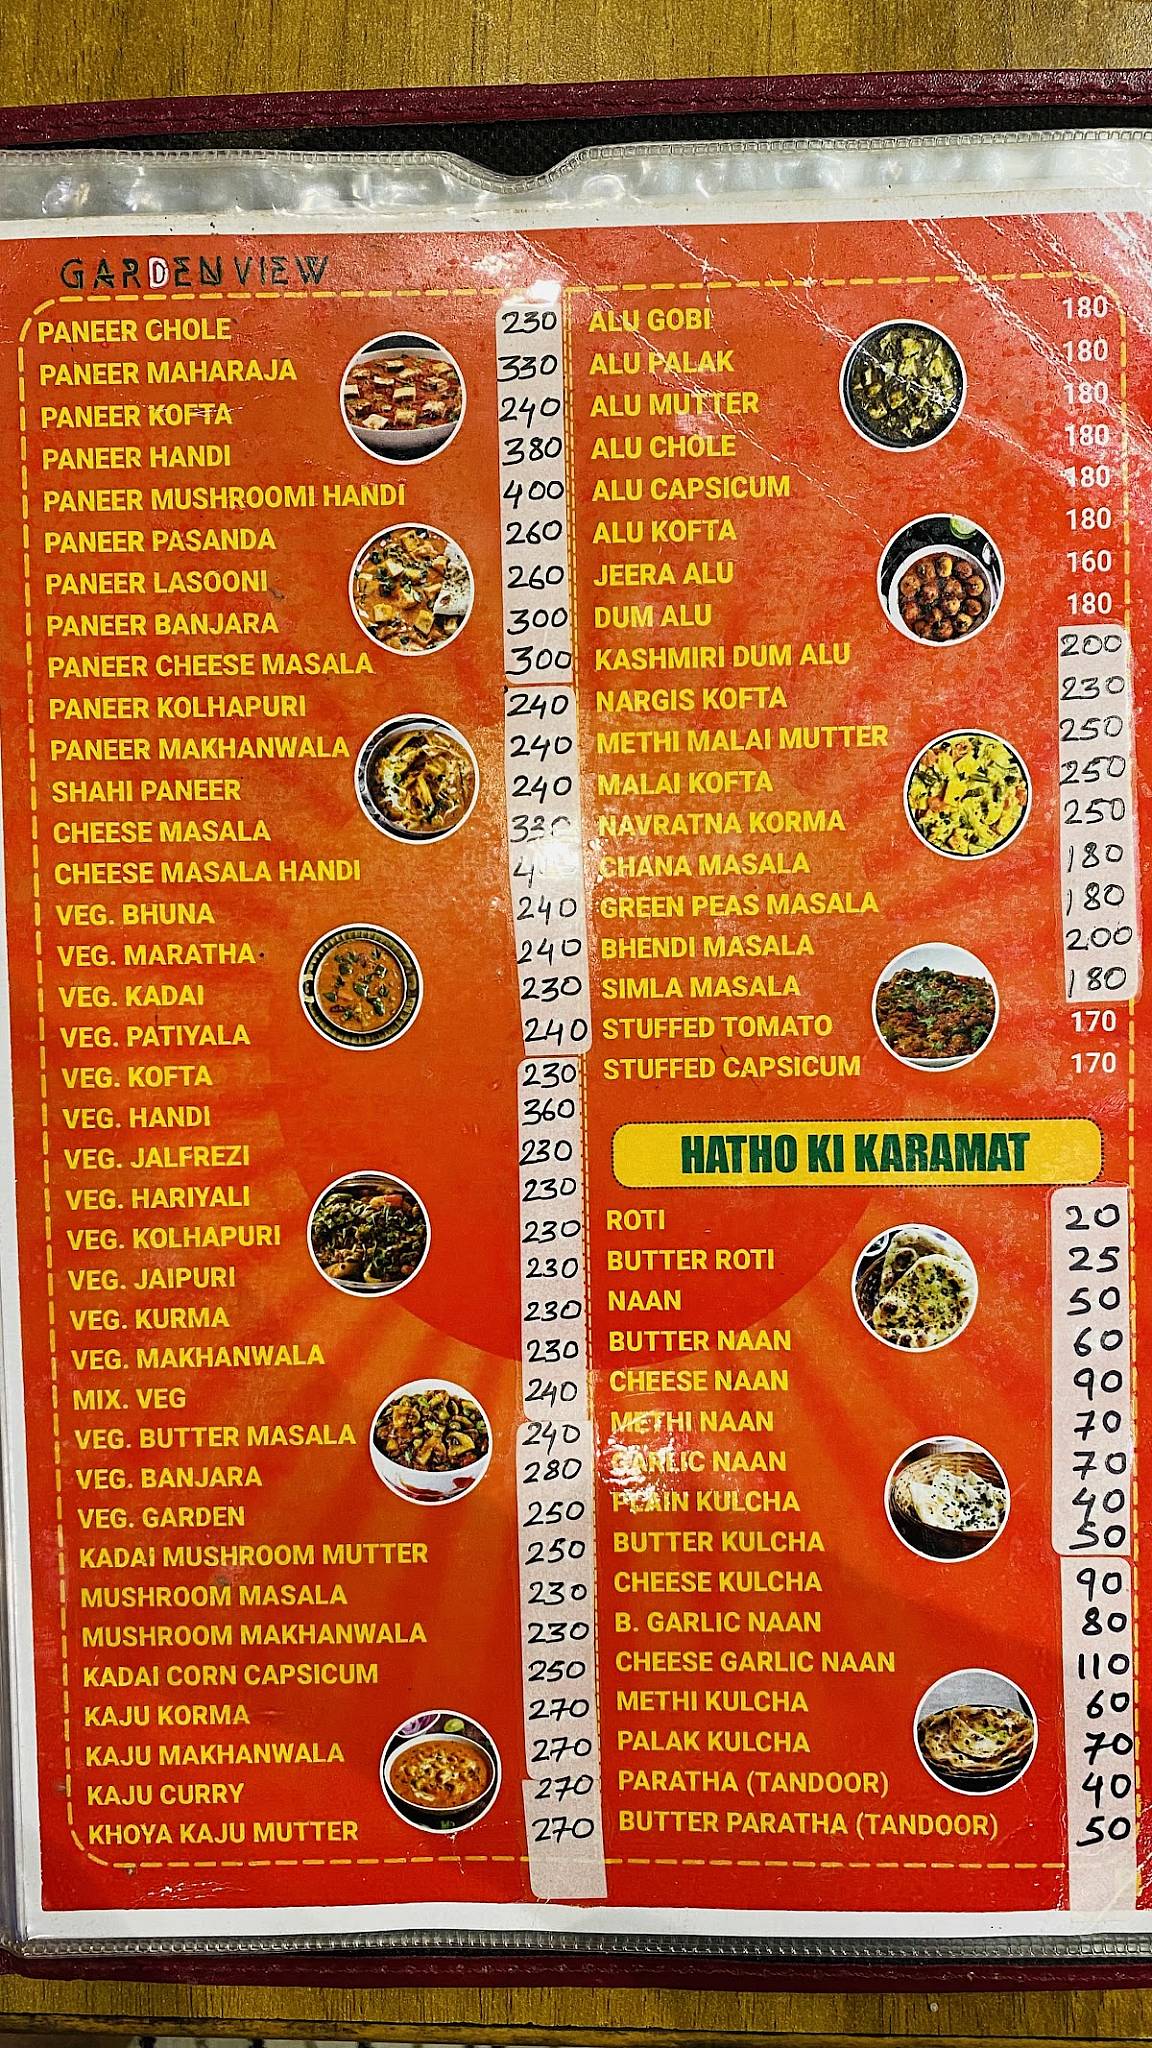 GARDEN VIEW
PANEER CHOLE 230
PANEER MAHARAJA 330
PANEER KOFTA 240
PANEER HANDI 380
PANEER MUSHROOMI HANDI 400
PANEER PASANDA 260
PANEER LASOONI 260
PANEER BANJARA 300
PANEER CHEESE MASALA 300
PANEER KOLHAPURI 240
PANEER MAKHANWALA 240
SHAHI PANEER 240
CHEESE MASALA 330
CHEESE MASALA HANDI
VEG. BHUNA 240
VEG. MARATHA 240
VEG. KADAI 230
VEG. PATIYALA 240
VEG. KOFTA 230
VEG. HANDI 360
VEG. JALFREZI 230
VEG. HARIYALI 230
VEG. KOLHAPURI 230
VEG. JAIPURI 230
VEG. KURMA 230
VEG. MAKHANWALA 230
MIX. VEG 240
VEG. BUTTER MASALA 240
VEG. BANJARA 280
VEG. GARDEN 250
KADAI MUSHROOM MUTTER 250
MUSHROOM MASALA 230
MUSHROOM MAKHANWALA 230
KADAI CORN CAPSICUM 250
KAJU KORMA 270
KAJU MAKHANWALA 270
KAJU CURRY 270
KHOYA KAJU MUTTER 270
ALU GOBI 180
ALU PALAK 180
ALU MUTTER 180
ALU CHOLE 180
ALU CAPSICUM 180
ALU KOFTA 180
JEERA ALU 160
DUM ALU 180
KASHMIRI DUM ALU 200
NARGIS KOFTA 230
METHI MALAI MUTTER 250
MALAI KOFTA 250
NAVRATNA KORMA 250
CHANA MASALA 180
GREEN PEAS MASALA 180
BHENDI MASALA 200
SIMLA MASALA 180
STUFFED TOMATO 170
STUFFED CAPSICUM 170
HATHO KI KARAMAT
ROTI 20
BUTTER ROTI 25
NAAN 50
BUTTER NAAN 60
CHEESE NAAN 90
METHI NAAN 70
GARLIC NAAN 70
PLAIN KULCHA 40
BUTTER KULCHA 50
CHEESE KULCHA 90
B. GARLIC NAAN 80
CHEESE GARLIC NAAN 110
METHI KULCHA 60
PALAK KULCHA 70
PARATHA (TANDOOR) 40
BUTTER PARATHA (TANDOOR) 50